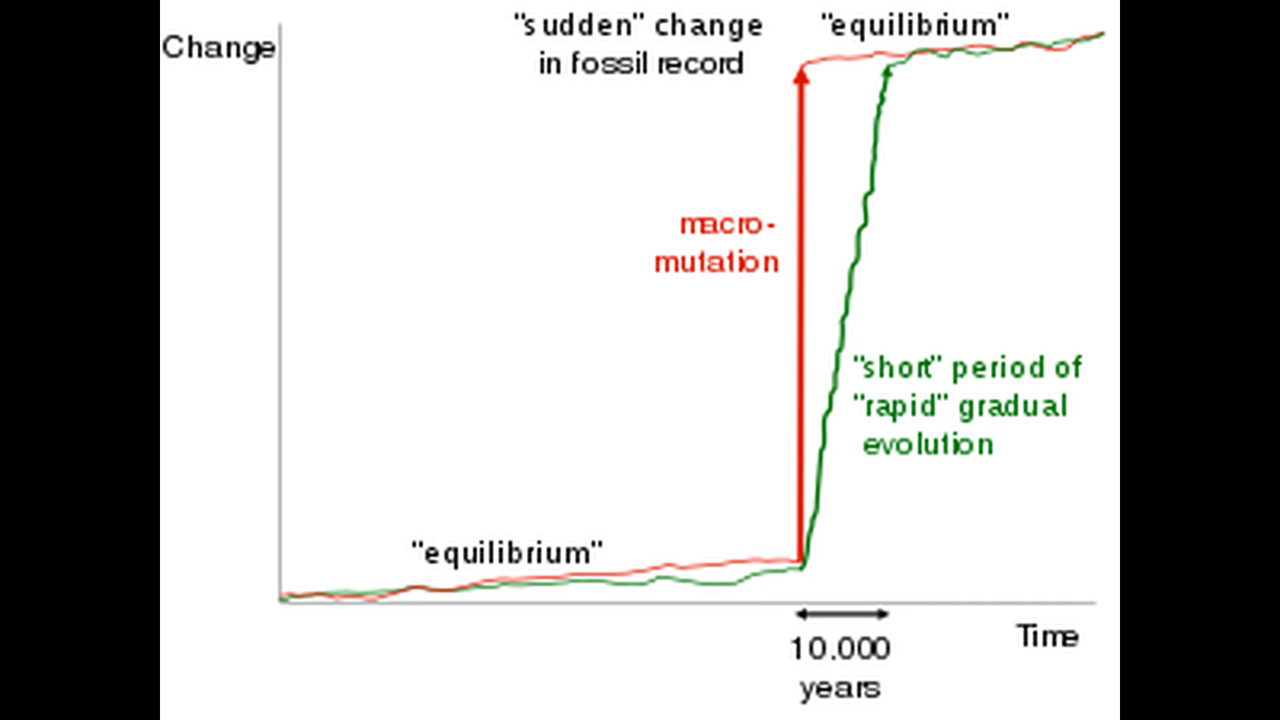 Change
"sudden" change
in fossil record
"equilibrium"
macro-
mutation
"short" period of
"rapid" gradual
evolution
"equilibrium"
10.000
years
Time